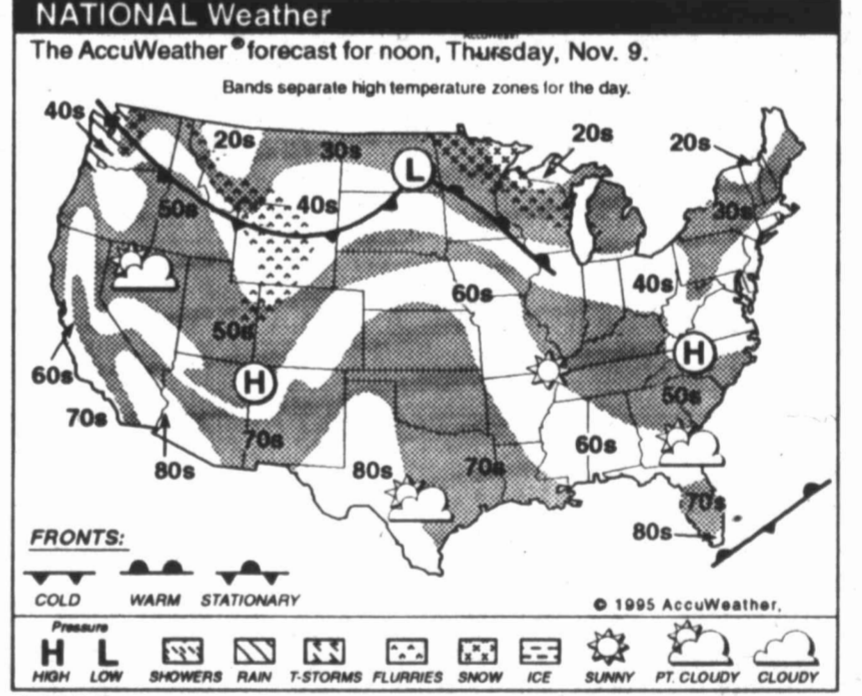 NATIONAL Weather
The AccuWeather® forecast for noon, Thursday, Nov. 9.
Bands separate high temperature zones for the day.
40s
20s
30s
20s
20s
L
50s
40s
30s
60s
40s
50s
H
H
60s
50s
70s
70s
60s
80s
80s
70s
70s
80s
FRONTS:
COLD WARM STATIONARY
© 1995 AccuWeather,
Pressure
H L
HIGH LOW SHOWERS RAIN T-STORMS FLURRIES SNOW ICE SUNNY PT. CLOUDY CLOUDY